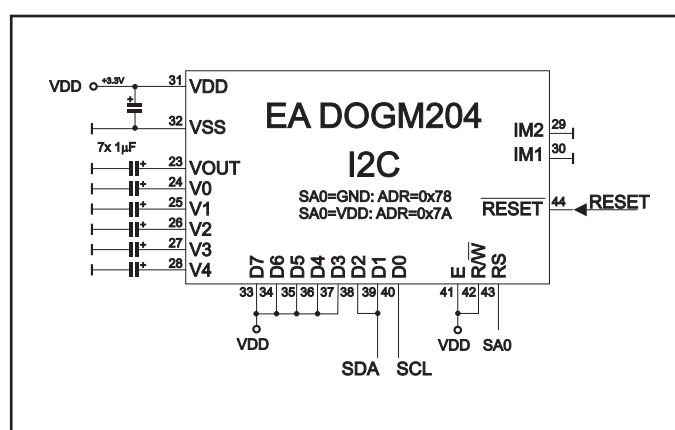 VDD +3.3V 31 VDD
EA DOGM204
32 VSS
IM2 29
7x 1µF
I2C
IM1 30
23 VOUT
24 V0
SA0=GND: ADR=0x78
SA0=VDD: ADR=0x7A
RESET 44 RESET
25 V1
26 V2
27 V3
28 V4
D7 D6 D5 D4 D3 D2 D1 D0 E R/W RS
33 34 35 36 37 38 39 40 41 42 43
VDD VDD SA0
SDA SCL